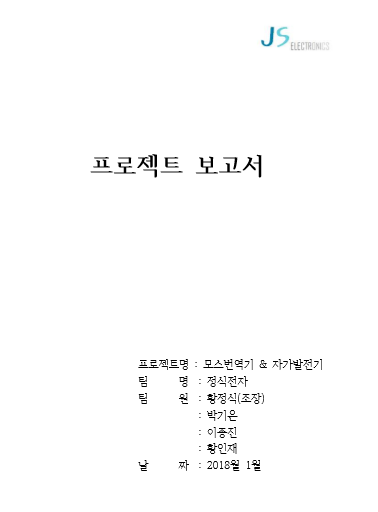 JS ELECTRONICS
프로젝트 보고서
프로젝트명 : 모스번역기 & 자가발전기
팀 명 : 정식전자
팀 원 : 황정식(조장)
: 박기은
: 이종진
: 황인재
날 짜 : 2018월 1월